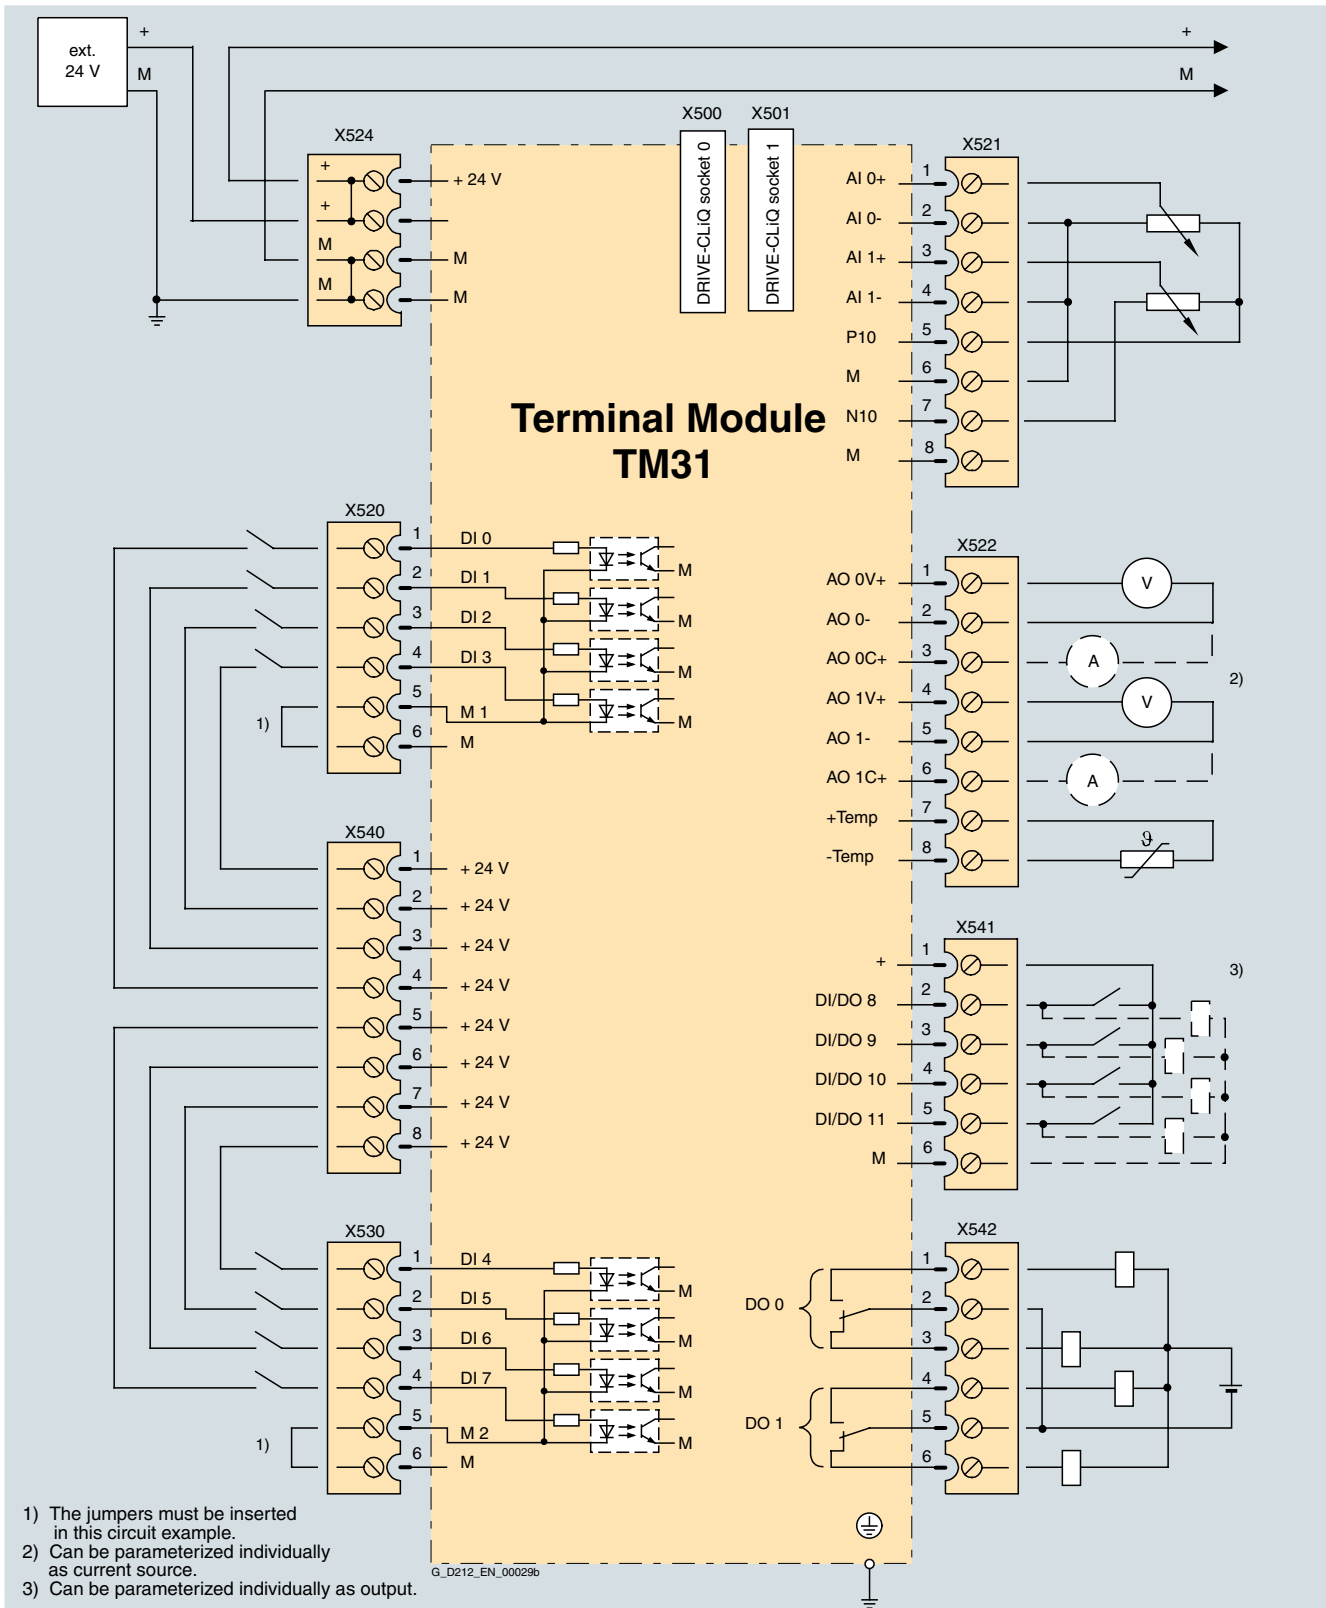 ext.
24 V
+
M
+
M
X524
+
+
M
M
+ 24 V
M
M
X500
X501
DRIVE-CLiQ socket 0
DRIVE-CLiQ socket 1
X521
AI 0+ 1
AI 0- 2
AI 1+ 3
AI 1- 4
P10 5
M 6
N10 7
M 8
Terminal Module
TM31
X520
1 DI 0
2 DI 1
3 DI 2
4 DI 3
5 M 1
6 M
1)
M
M
M
M
X522
AO 0V+ 1
AO 0- 2
AO 0C+ 3
AO 1V+ 4
AO 1- 5
AO 1C+ 6
+Temp 7
-Temp 8
V
A
V
A
2)
ϑ
X540
1 + 24 V
2 + 24 V
3 + 24 V
4 + 24 V
5 + 24 V
6 + 24 V
7 + 24 V
8 + 24 V
X541
+ 1
DI/DO 8 2
DI/DO 9 3
DI/DO 10 4
DI/DO 11 5
M 6
3)
X530
1 DI 4
2 DI 5
3 DI 6
4 DI 7
5 M 2
6 M
1)
M
M
M
M
X542
DO 0
1
2
3
DO 1
4
5
6
1) The jumpers must be inserted
in this circuit example.
2) Can be parameterized individually
as current source.
3) Can be parameterized individually as output.
G_D212_EN_00029b